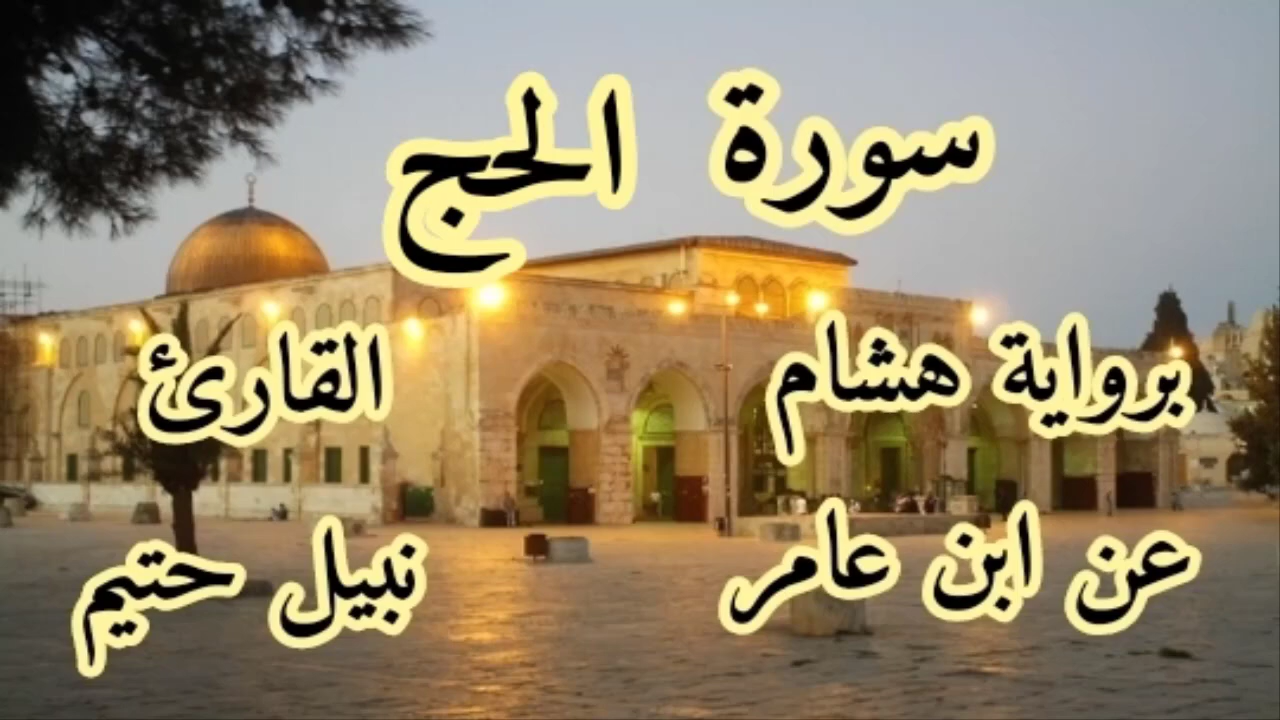 سورة الحج
برواية هشام
عن ابن عامر
القارئ
نبيل حتيم